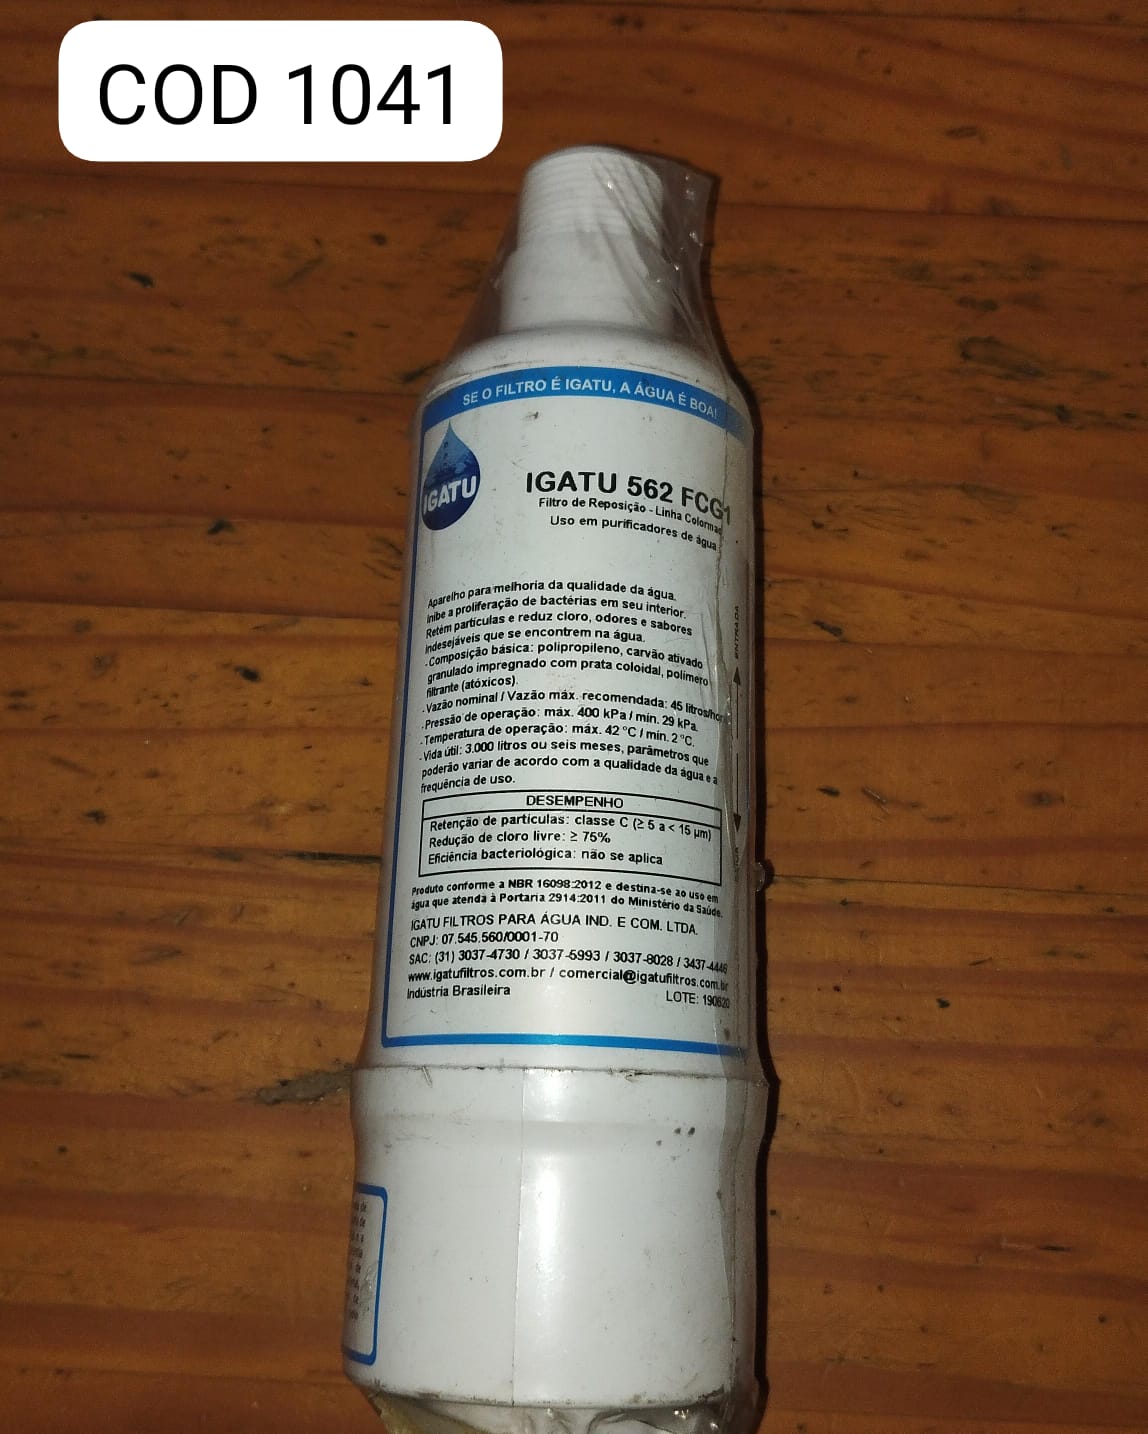 COD 1041
SE O FILTRO É IGATU, A ÁGUA É BOA!
IGATU
IGATU 562 FCG1
Filtro de Reposição - Linha Colormaq
Uso em purificadores de água
Aparelho para melhoria da qualidade da água.
Inibe a proliferação de bactérias em seu interior.
Retém partículas e reduz cloro, odores e sabores
indesejáveis que se encontrem na água.
-Composição básica: polipropileno, carvão ativado
granulado impregnado com prata coloidal, polímero
filtrante (atóxicos).
-Vazão nominal / Vazão máx. recomendada: 45 litros/hora
-Pressão de operação: máx. 400 kPa / mín. 29 kPa.
-Temperatura de operação: máx. 42 °C / mín. 2 °C.
-Vida útil: 3.000 litros ou seis meses, parâmetros que
poderão variar de acordo com a qualidade da água e a
frequência de uso.
DESEMPENHO
Retenção de partículas: classe C (≥ 5 a < 15 µm)
Redução de cloro livre: ≥ 75%
Eficiência bacteriológica: não se aplica
Produto conforme a NBR 16098:2012 e destina-se ao uso em
água que atenda à Portaria 2914:2011 do Ministério da Saúde.
IGATU FILTROS PARA ÁGUA IND. E COM. LTDA.
CNPJ: 07.545.560/0001-70
SAC: (31) 3037-4730 / 3037-5993 / 3037-8028 / 3437-4446
www.igatufiltros.com.br / comercial@igatufiltros.com.br
Indústria Brasileira
LOTE: 190620
ENTRADA